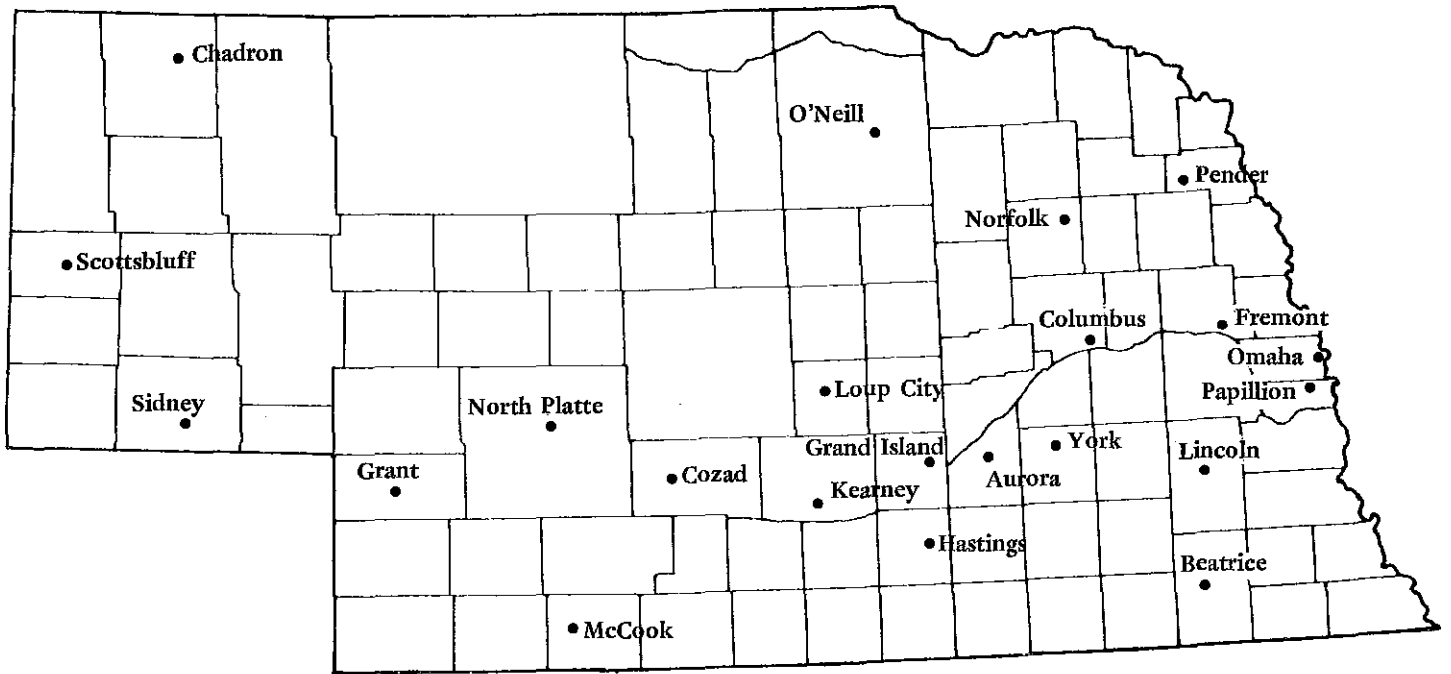 Chadron
O'Neill
Pender
Norfolk
Scottsbluff
Columbus
Fremont
Omaha
Papillion
Loup City
Sidney
North Platte
Grand Island
York
Lincoln
Grant
Cozad
Kearney
Aurora
Hastings
Beatrice
McCook